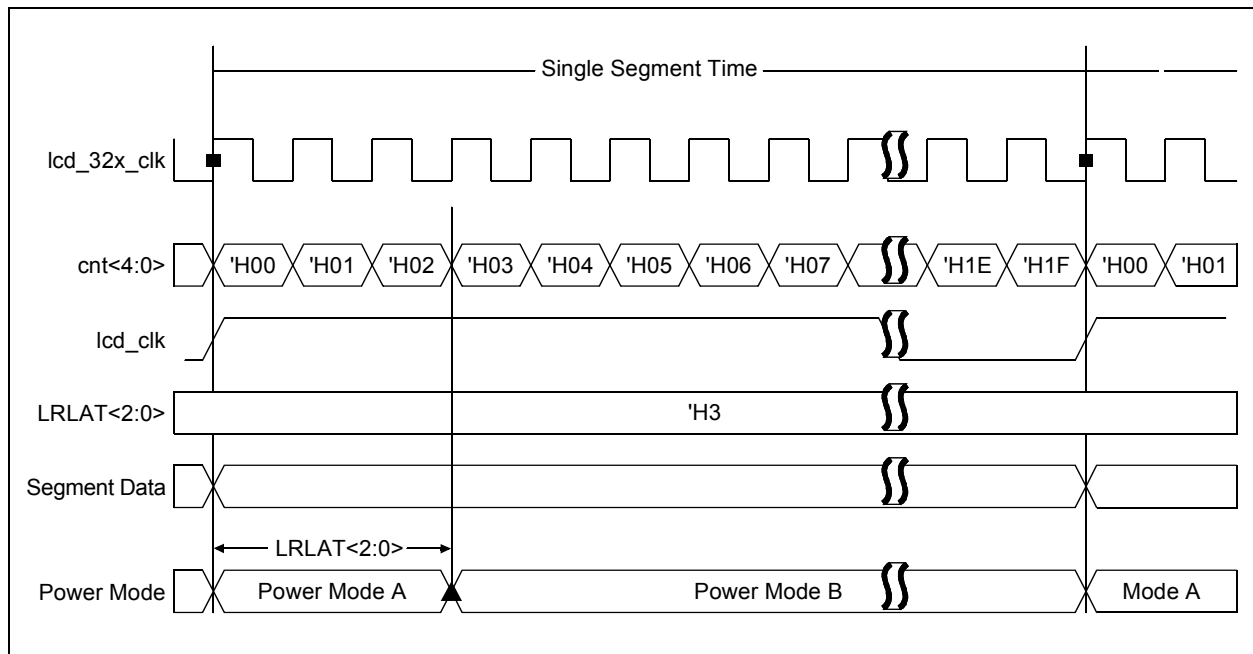 Single Segment Time
lcd_32x_clk
cnt<4:0> 'H00 'H01 'H02 'H03 'H04 'H05 'H06 'H07 'H1E 'H1F 'H00 'H01
lcd_clk
LRLAT<2:0> 'H3
Segment Data
LRLAT<2:0>
Power Mode Power Mode A Power Mode B Mode A